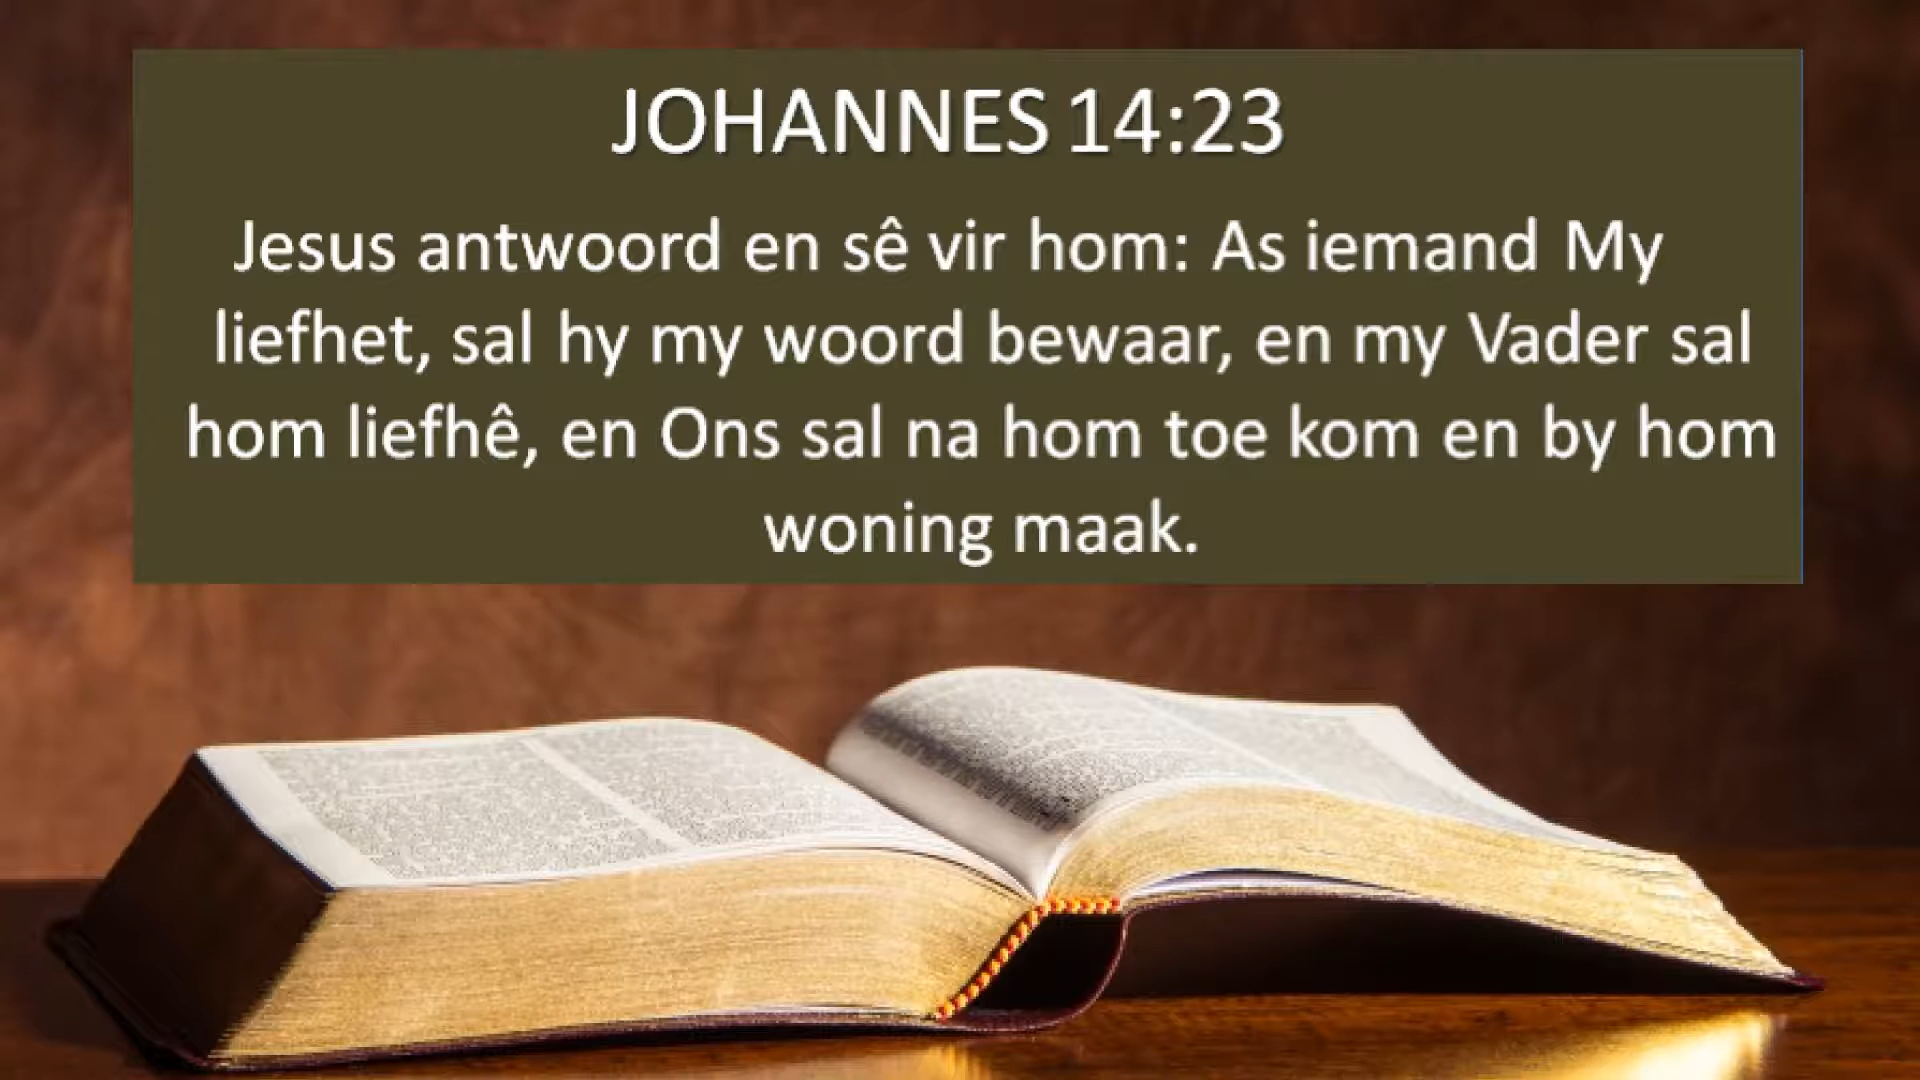 JOHANNES 14:23
Jesus antwoord en sê vir hom: As iemand My
liefhet, sal hy my woord bewaar, en my Vader sal
hom liefhê, en Ons sal na hom toe kom en by hom
woning maak.